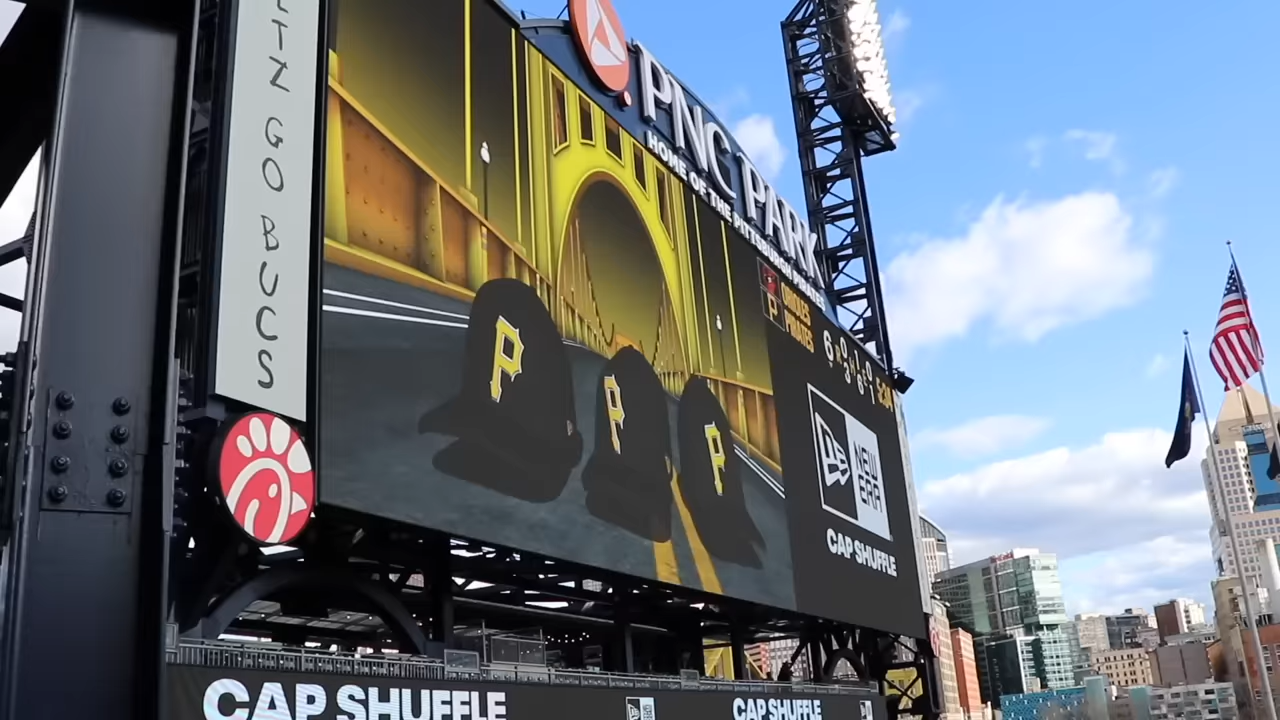 GO BUCS
PNC PARK
HOME OF THE PITTSBURGH PIRATES
ORIOLES
PIRATES
P
P
P
P
NEW
ERA
CAP SHUFFLE
CAP SHUFFLE
CAP SHUFFLE